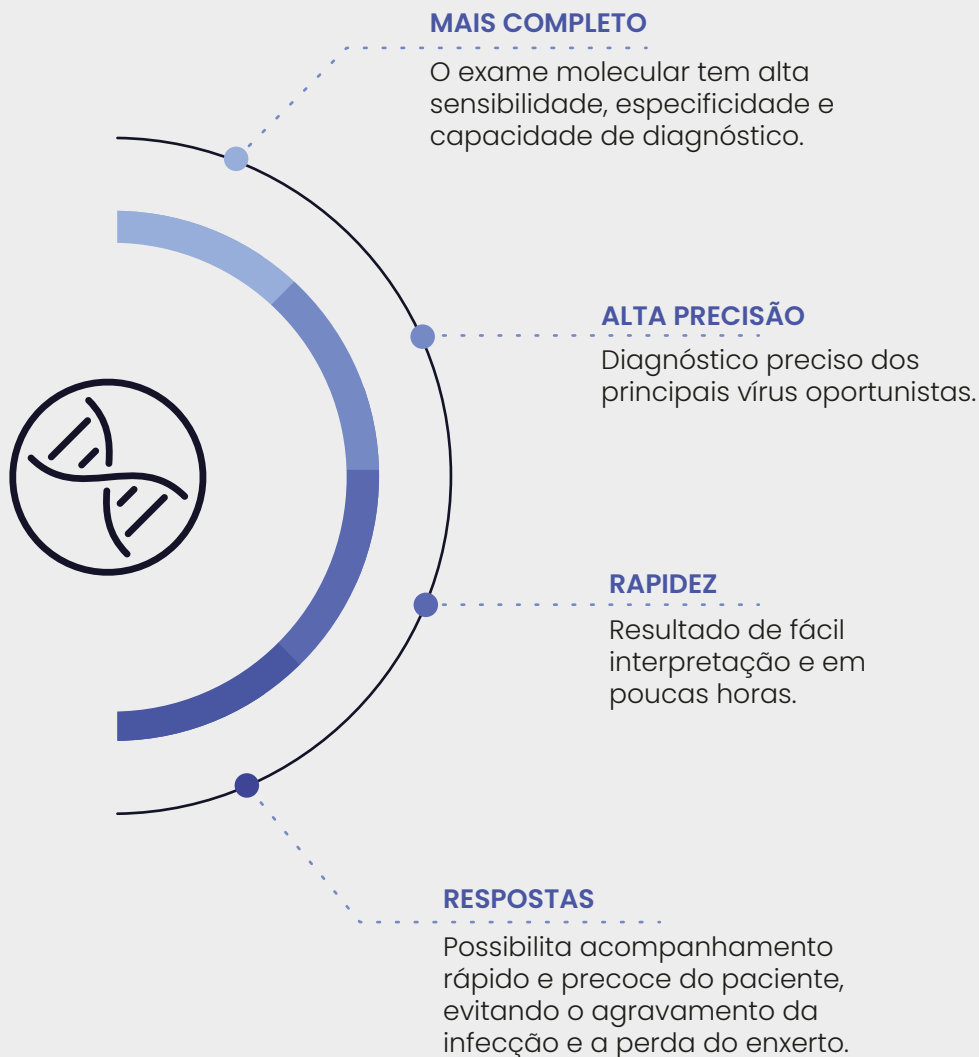 MAIS COMPLETO
O exame molecular tem alta
sensibilidade, especificidade e
capacidade de diagnóstico.
ALTA PRECISÃO
Diagnóstico preciso dos
principais vírus oportunistas.
RAPIDEZ
Resultado de fácil
interpretação e em
poucas horas.
RESPOSTAS
Possibilita acompanhamento
rápido e precoce do paciente,
evitando o agravamento da
infecção e a perda do enxerto.